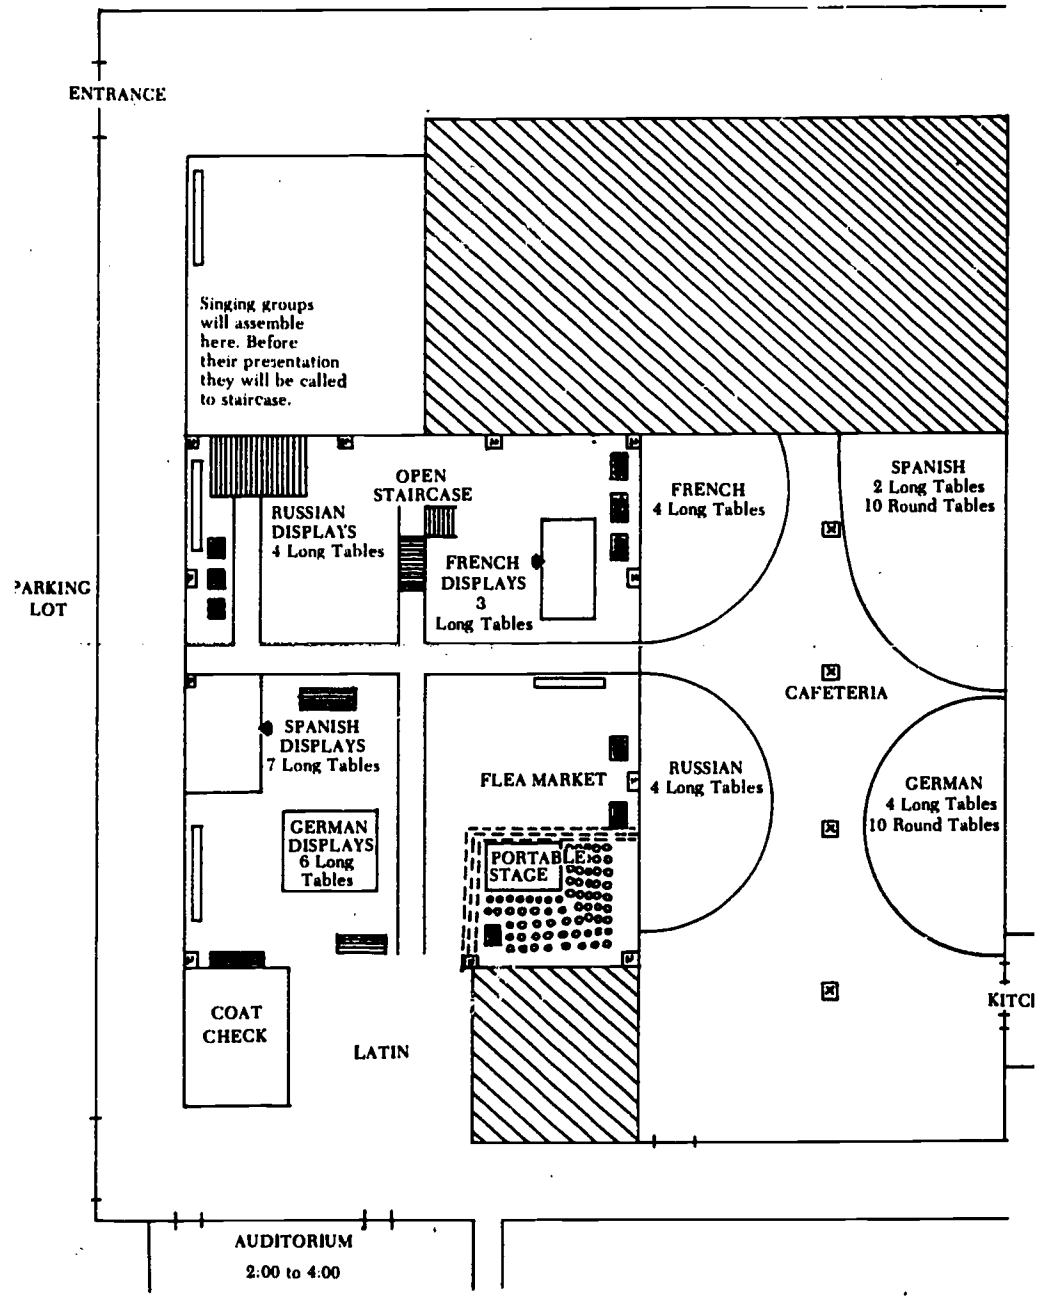 ENTRANCE
Singing groups
will assemble
here. Before
their presentation
they will be called
to staircase.
OPEN
STAIRCASE
RUSSIAN
DISPLAYS
4 Long Tables
FRENCH
DISPLAYS
3
Long Tables
FRENCH
4 Long Tables
SPANISH
2 Long Tables
10 Round Tables
PARKING
LOT
CAFETERIA
SPANISH
DISPLAYS
7 Long Tables
FLEA MARKET
RUSSIAN
4 Long Tables
GERMAN
4 Long Tables
10 Round Tables
GERMAN
DISPLAYS
6 Long
Tables
PORTABLE
STAGE
COAT
CHECK
LATIN
KITC
AUDITORIUM
2:00 to 4:00